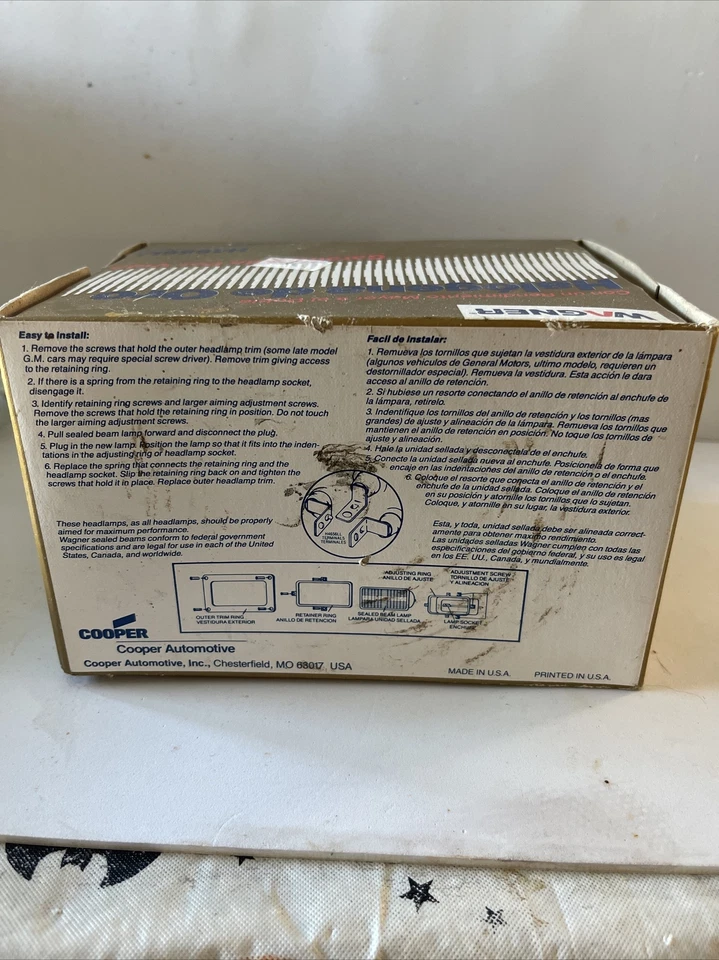 Halógenas Oro
WAGNER
Easy to Install:
1. Remove the screws that hold the outer headlamp trim (some late model
G.M. cars may require special screw driver). Remove trim giving access
to the retaining ring.
2. If there is a spring from the retaining ring to the headlamp socket,
disengage it.
3. Identify retaining ring screws and larger aiming adjustment screws.
Remove the screws that hold the retaining ring in position. Do not touch
the larger aiming adjustment screws.
4. Pull sealed beam lamp forward and disconnect the plug.
5. Plug in the new lamp. Position the lamp so that it fits into the inden-
tations in the adjusting ring or headlamp socket.
6. Replace the spring that connects the retaining ring and the
headlamp socket. Slip the retaining ring back on and tighten the
screws that hold it in place. Replace outer headlamp trim.
These headlamps, as all headlamps, should be properly
aimed for maximum performance.
Wagner sealed beams conform to federal government
specifications and are legal for use in each of the United
States, Canada, and worldwide.
Facil de Instalar:
1. Remueva los tornillos que sujetan la vestidura exterior de la lámpara
(algunos vehículos de General Motors, ultimo modelo, requieren un
destornillador especial). Remueva la vestidura. Esta acción le dara
acceso al anillo de retención.
2. Si hubiese un resorte conectando el anillo de retención al enchufe de
la lámpara, retírelo.
3. Indentifique los tornillos del anillo de retención y los tornillos (mas
grandes) de ajuste y alineación de la lámpara. Remueva los tornillos que
mantienen el anillo de retención en posición. No toque los tornillos de
ajuste y alineación.
4. Hale la unidad sellada y desconéctala de el enchufe.
5. Conecte la unidad sellada nueva al enchufe. Posicionela de forma que
encaje en las indentaciones del anillo de retención o el enchufe.
6. Coloque el resorte que conecta el anillo de retención y el
enchufe de la unidad sellada. Coloque el anillo de retención
en su posición y atornille los tornillos que lo sujetan.
Coloque, y atornille en su lugar, la vestidura exterior.
Esta, y toda, unidad sellada debe ser alineada correct-
amente para obtener maximo rendimiento.
Las unidades selladas Wagner cumplen con todas las
especificaciones del gobierno federal, y su uso es legal
en los EE. UU., Canada, y mundialmente.
TERMINALS
TERMINALES
OUTER TRIM RING
VESTIDURA EXTERIOR
RETAINER RING
ANILLO DE RETENCIÓN
ADJUSTING RING
ANILLO DE AJUSTE
SEALED BEAM LAMP
LAMPARA UNIDAD SELLADA
ADJUSTMENT SCREW
TORNILLO DE AJUSTE
Y ALINEACIÓN
LAMP SOCKET
ENCHUFE
COOPER
Cooper Automotive
Cooper Automotive, Inc., Chesterfield, MO 63017 USA
MADE IN U.S.A.
PRINTED IN U.S.A.